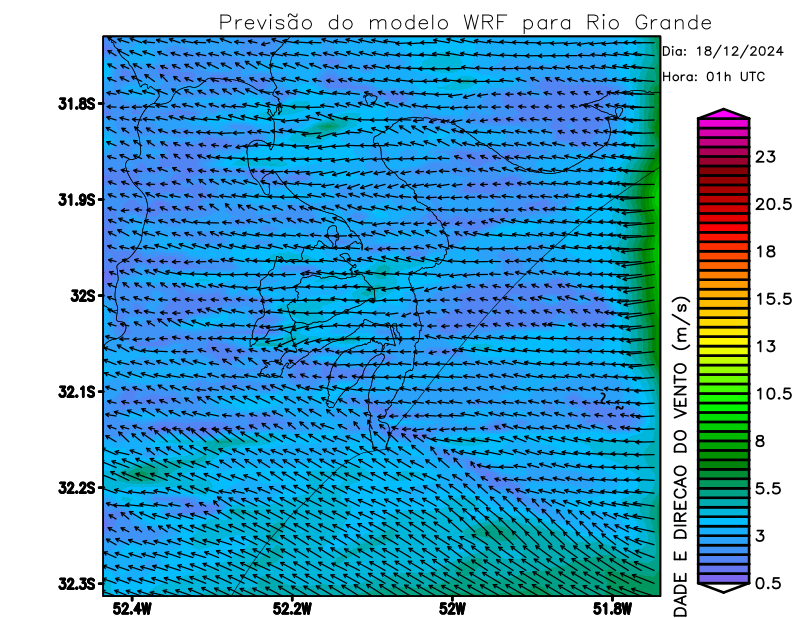 Previsão do modelo WRF para Rio Grande
Dia: 18/12/2024
Hora: 01h UTC
31.8S
31.9S
32S
32.1S
32.2S
32.3S
52.4W
52.2W
52W
51.8W
23
20.5
18
15.5
13
10.5
8
5.5
3
0.5
DADE E DIRECAO DO VENTO (m/s)